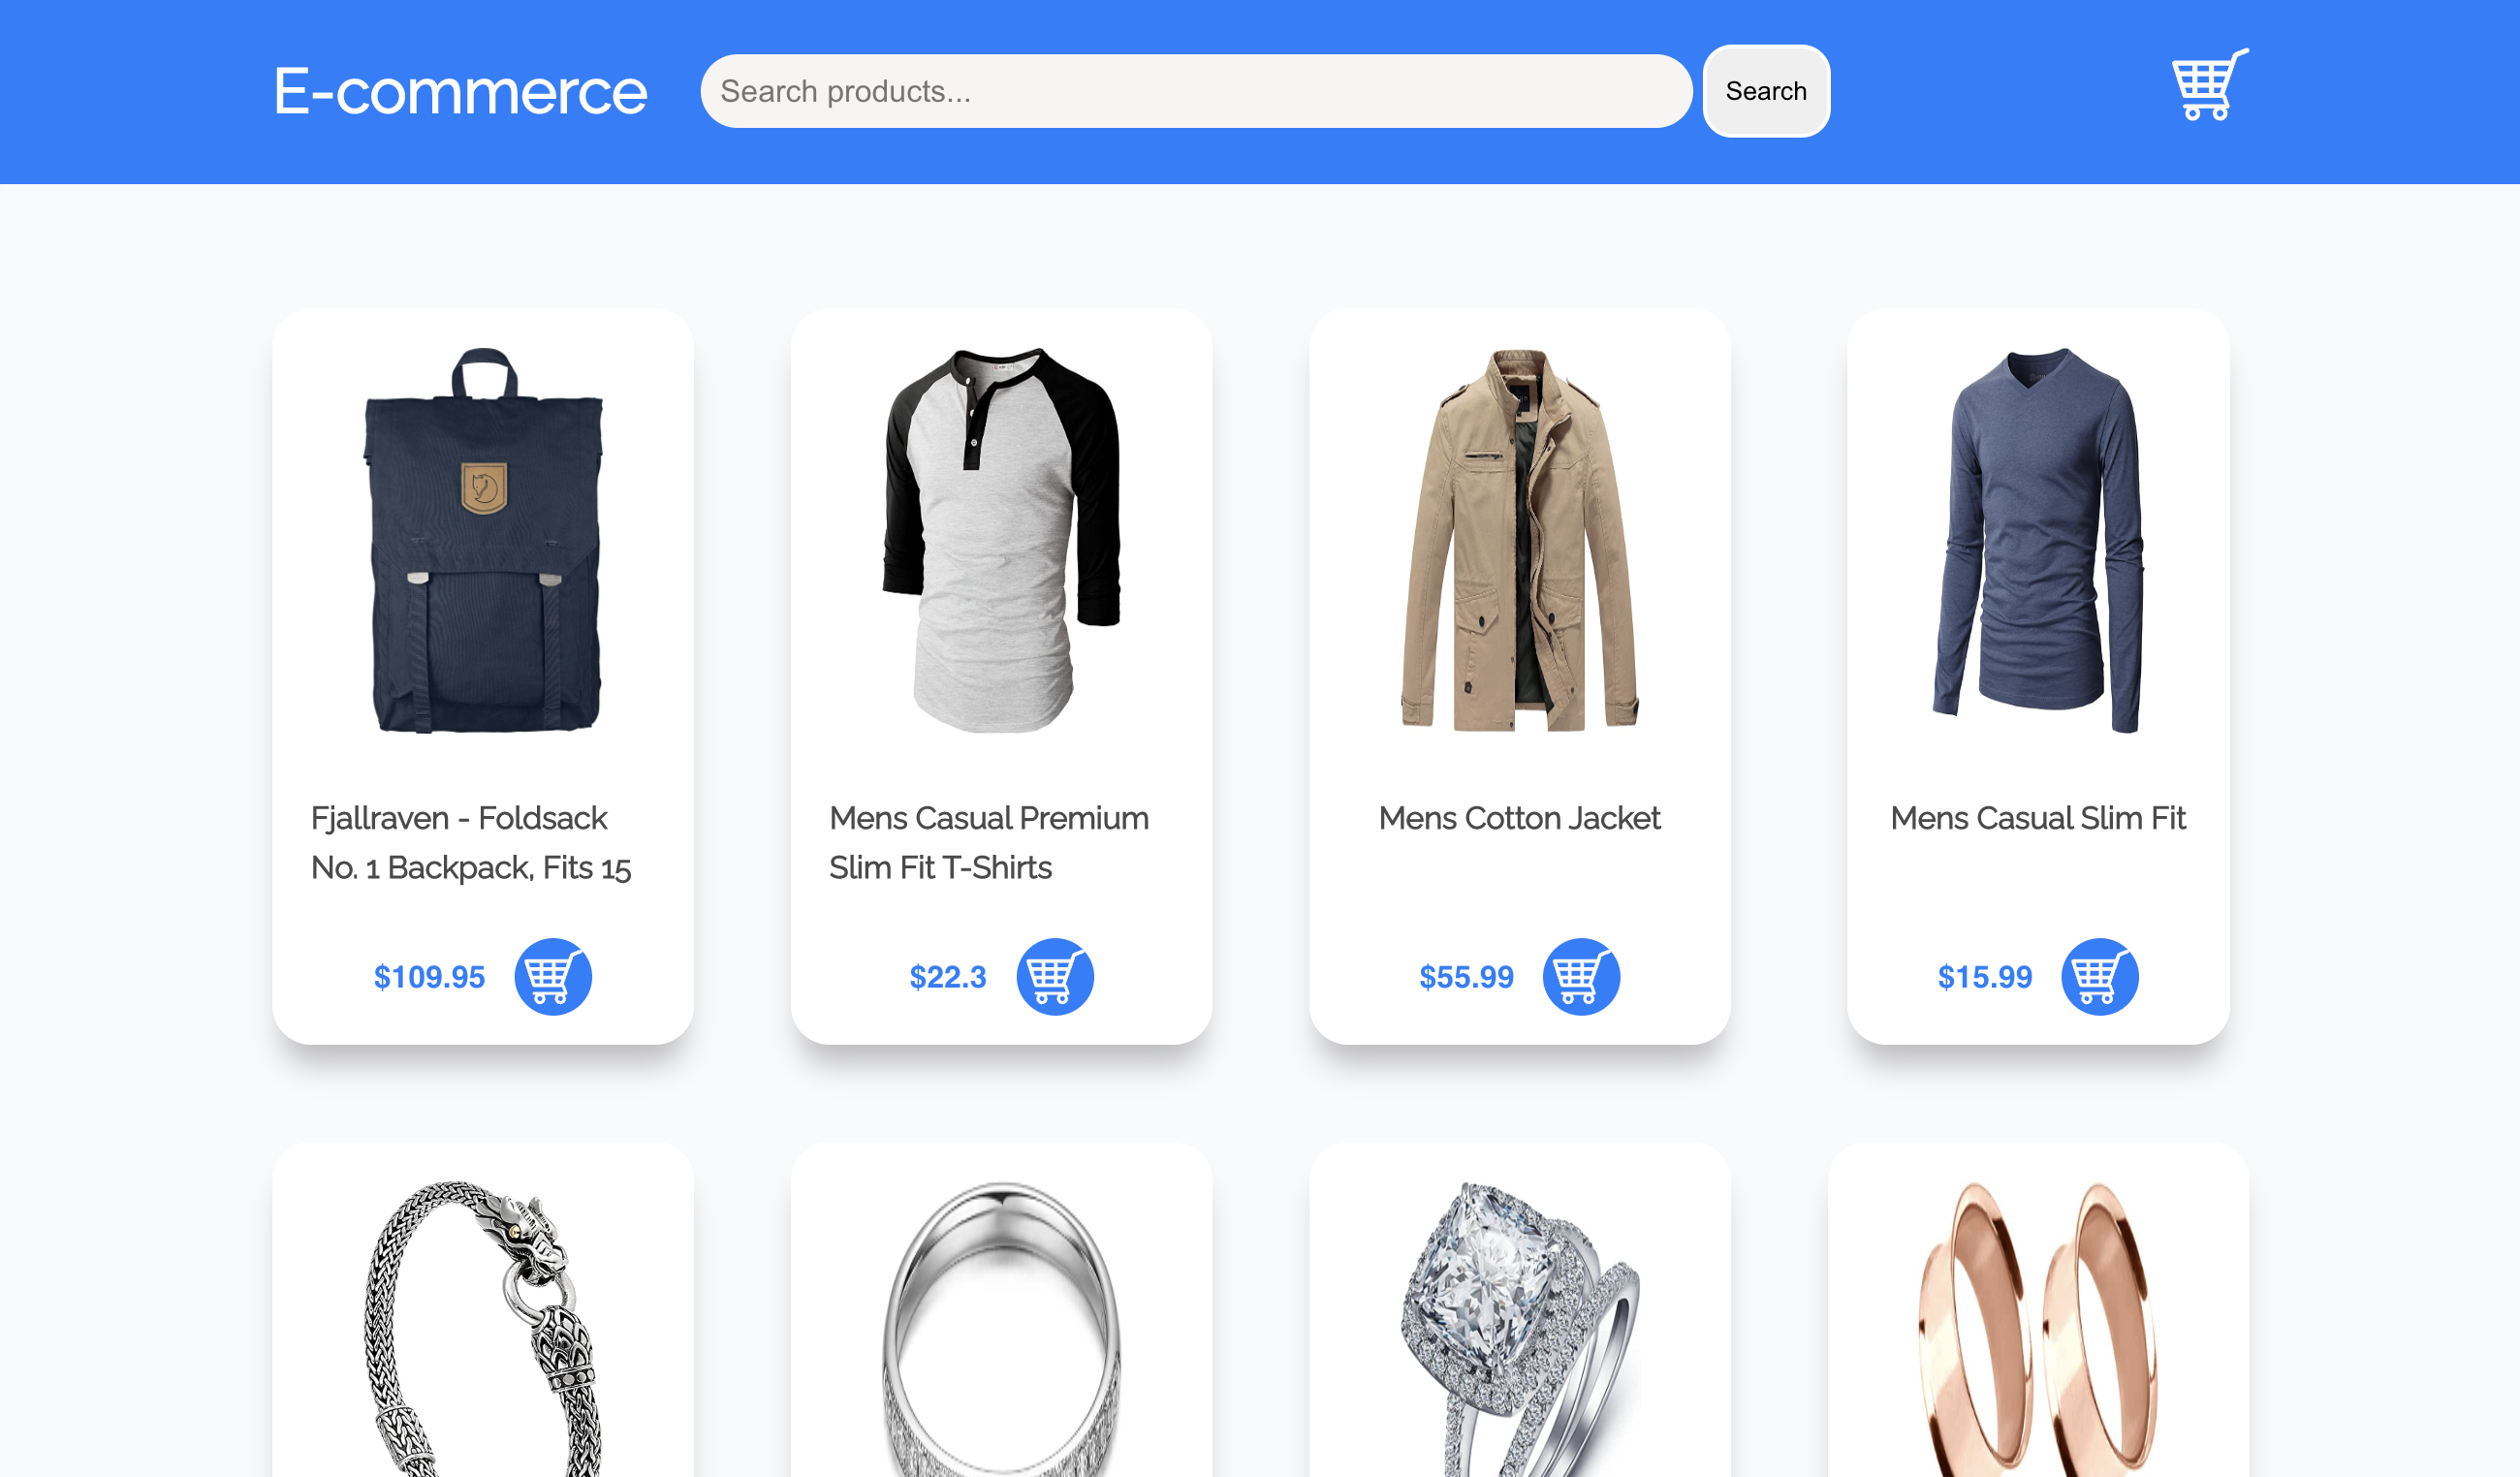 E-commerce
Search products...
Search
Fjallraven - Foldsack
No. 1 Backpack, Fits 15
Mens Casual Premium
Slim Fit T-Shirts
Mens Cotton Jacket
Mens Casual Slim Fit
$109.95
$22.3
$55.99
$15.99